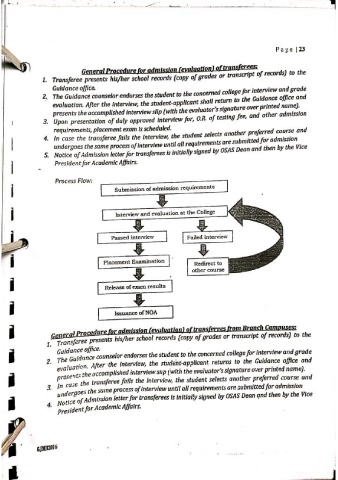 Page | 23
General Procedure for admission (evaluation) of transferees:
1. Transferee presents his/her school records (copy of grades or transcript of records) to the
Guidance office.
2. The Guidance counselor endorses the student to the concerned college for interview and grade
evaluation. After the interview, the student-applicant shall return to the Guidance office and
presents the accomplished interview slip (with the evaluator's signature over printed name).
3. Upon presentation of duly approved interview for, O.R. of testing fee, and other admission
requirements, placement exam is scheduled.
4. In case the transferee fails the interview, the student selects another preferred course and
undergoes the same process of interview until all requirements are submitted for admission
5. Notice of Admission letter for transferees is initially signed by OSAS Dean and then by the Vice
President for Academic Affairs.
Process Flow:
Submission of admission requirements
Interview and evaluation at the College
Passed interview
Failed interview
Placement Examination
Redirect to
other course
Release of exam results
Issuance of NOA
General Procedure for admission (evaluation) of transferees from Branch Campuses:
1. Transferee presents his/her school records (copy of grades or transcript of records) to the
Guidance office.
2. The Guidance counselor endorses the student to the concerned college for interview and grade
evaluation. After the interview, the student-applicant returns to the Guidance office and
presents the accomplished interview slip (with the evaluator's signature over printed name).
3. In case the transferee fails the interview, the student selects another preferred course and
undergoes the same process of interview until all requirements are submitted for admission
4. Notice of Admission letter for transferees is initially signed by OSAS Dean and then by the Vice
President for Academic Affairs.